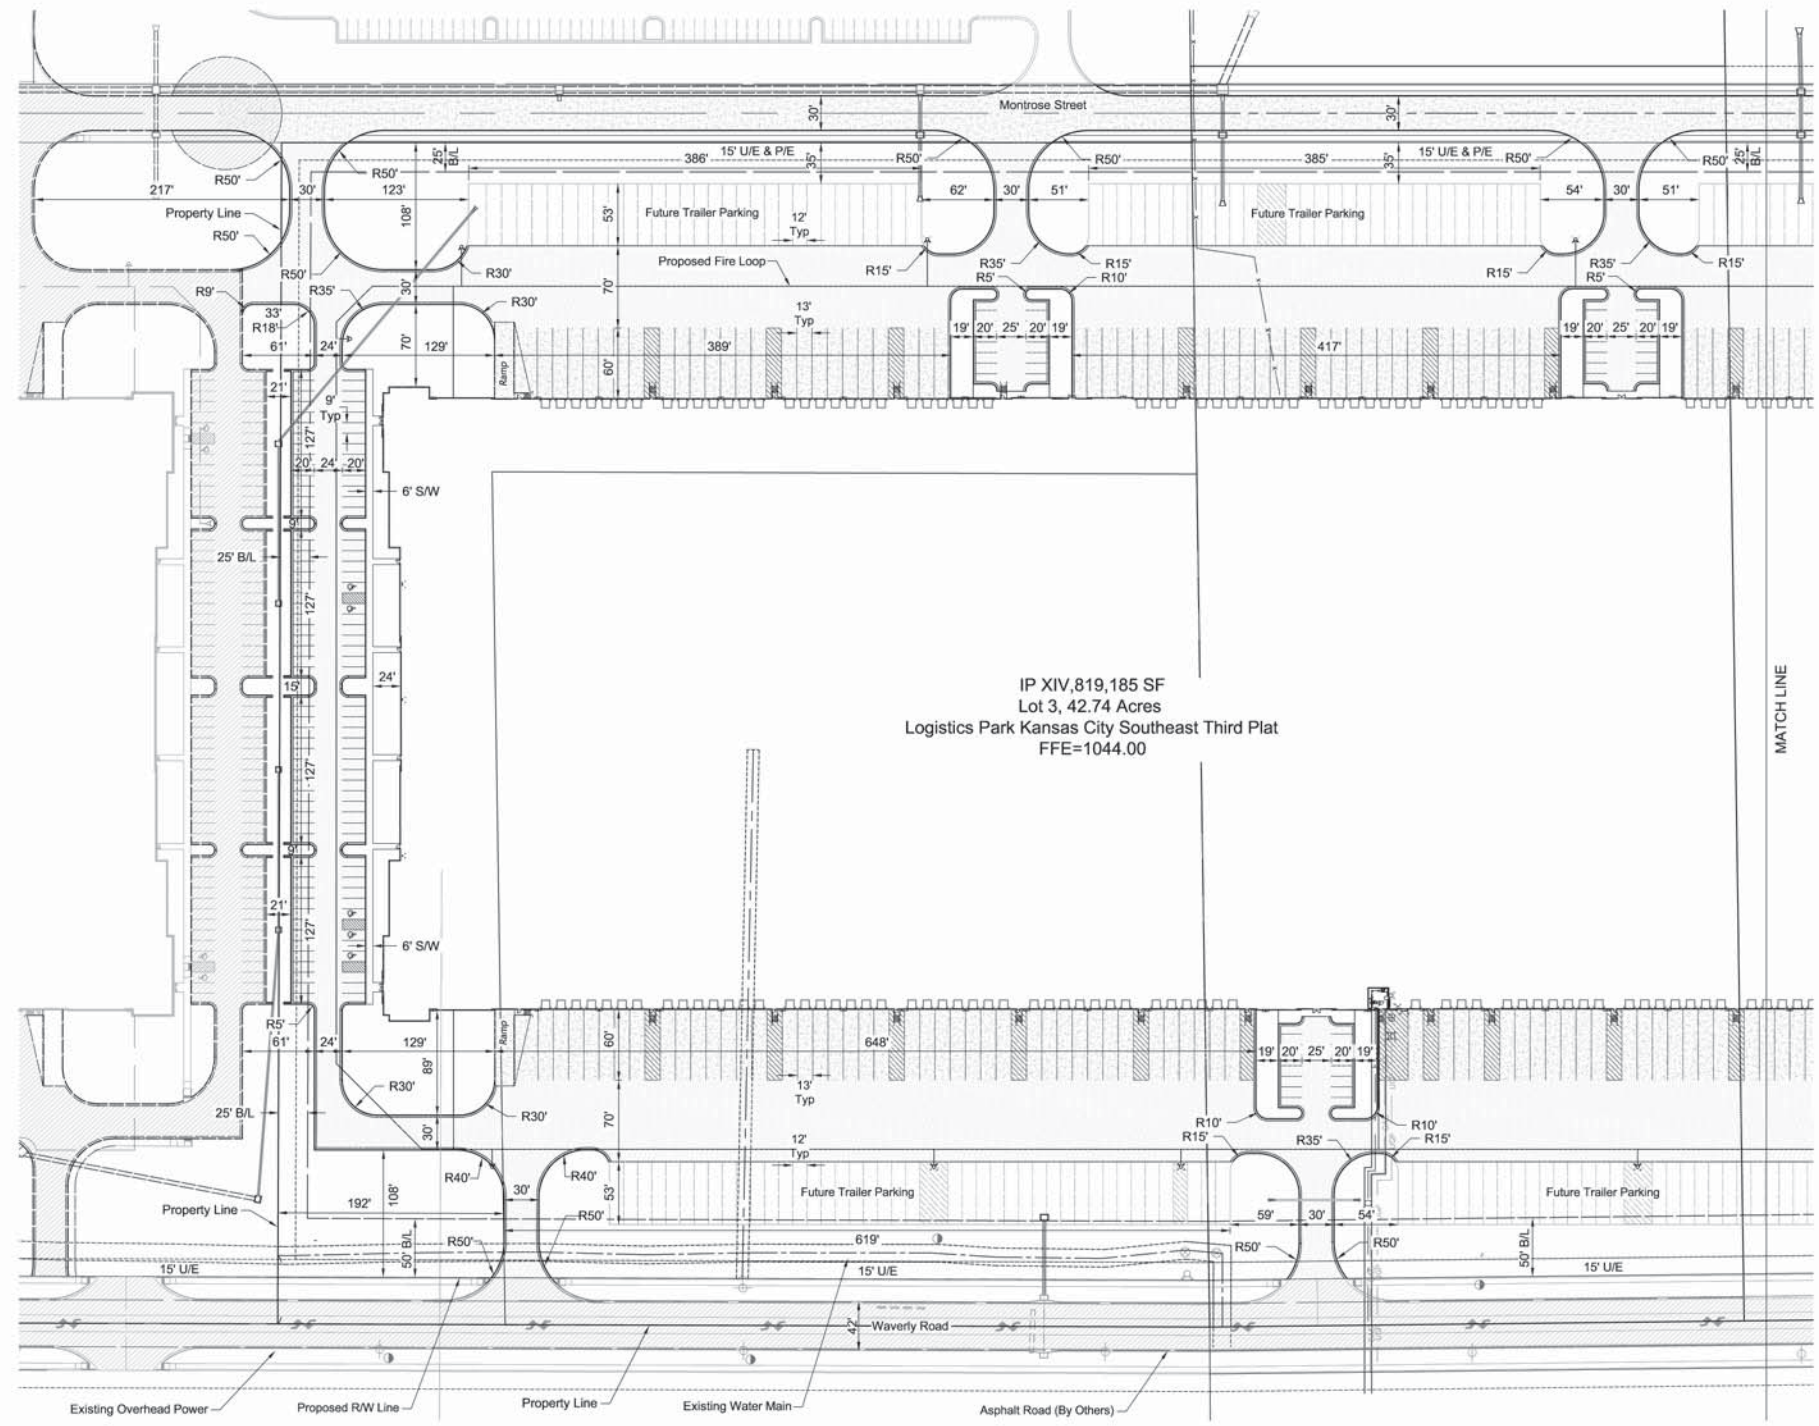 Montrose Street
30'
30'
25'
B/L
15' U/E & P/E
386'
35'
R50'
R50'
385'
35'
15' U/E & P/E
R50'
R50'
25'
B/L
R50'
R50'
217'
30'
123'
62'
30'
51'
54'
30'
51'
Property Line
108'
53'
Future Trailer Parking
12'
Typ
Future Trailer Parking
R50'
R50'
R30'
Proposed Fire Loop
R15'
R35'
R15'
R15'
R35'
R15'
R9'
R35'
30'
R30'
70'
R5'
R10'
R5'
33'
R18'
13'
Typ
61'
24'
70'
129'
Ramp
389'
60'
19'
20'
25'
20'
19'
417'
19'
20'
25'
20'
19'
21'
9'
Typ
127'
20'
24'
20'
6' S/W
9'
25' B/L
127'
15'
24'
IP XIV,819,185 SF
Lot 3, 42.74 Acres
Logistics Park Kansas City Southeast Third Plat
FFE=1044.00
MATCH LINE
127'
9'
21'
127'
6' S/W
R5'
61'
24'
129'
Ramp
60'
648'
19'
20'
25'
20'
19'
89'
R30'
R30'
13'
Typ
25' B/L
30'
70'
R10'
R10'
12'
Typ
R15'
R35'
R15'
R40'
R40'
192'
108'
30'
53'
Future Trailer Parking
Future Trailer Parking
Property Line
R50'
59'
30'
54'
R50'
50' B/L
619'
R50'
R50'
50' B/L
15' U/E
15' U/E
15' U/E
42'
Waverly Road
Existing Overhead Power
Proposed R/W Line
Property Line
Existing Water Main
Asphalt Road (By Others)